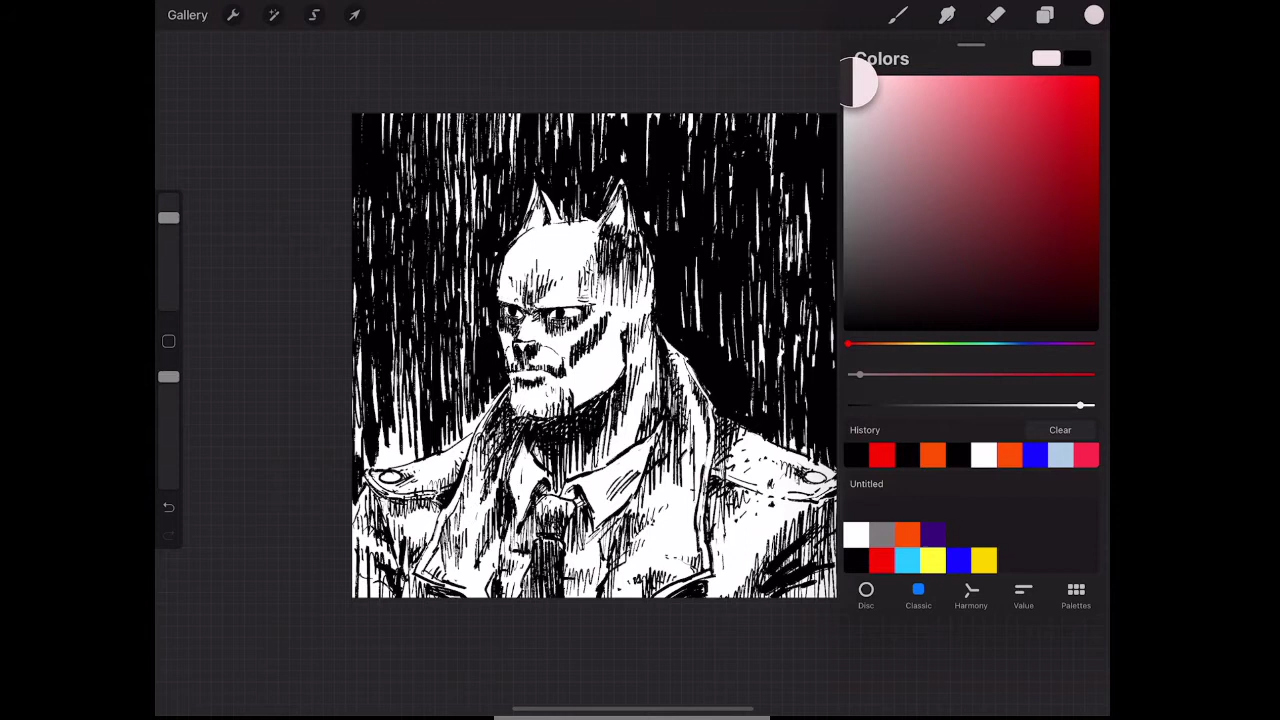 Gallery
Colors
History
Clear
Untitled
Disc
Classic
Harmony
Value
Palettes